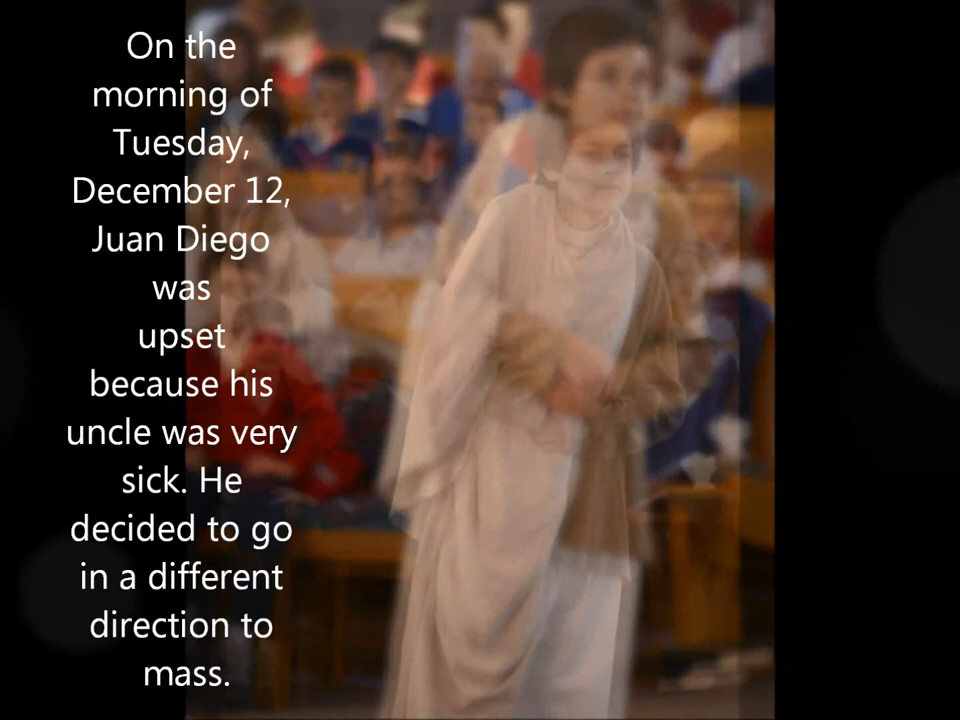 On the
morning of
Tuesday,
December 12,
Juan Diego
was
upset
because his
uncle was very
sick. He
decided to go
in a different
direction to
mass.